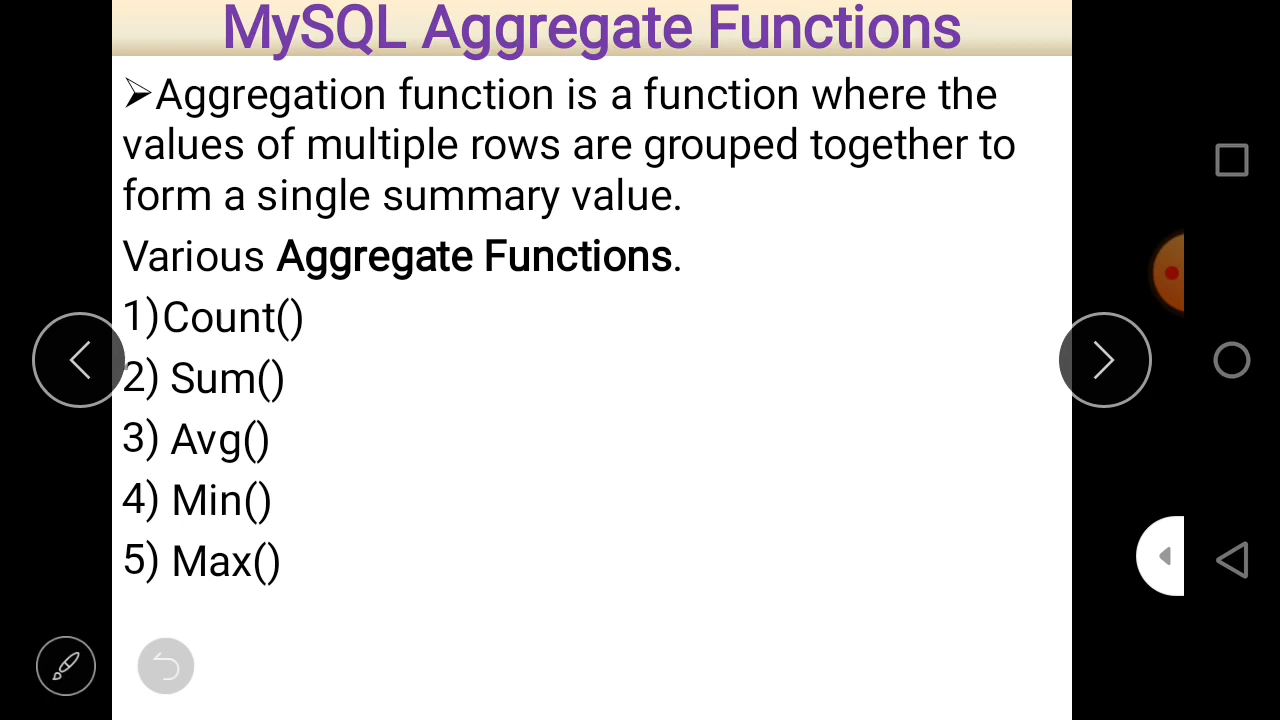 MySQL Aggregate Functions
➢Aggregation function is a function where the
values of multiple rows are grouped together to
form a single summary value.
Various Aggregate Functions.
1)Count()
2) Sum()
3) Avg()
4) Min()
5) Max()